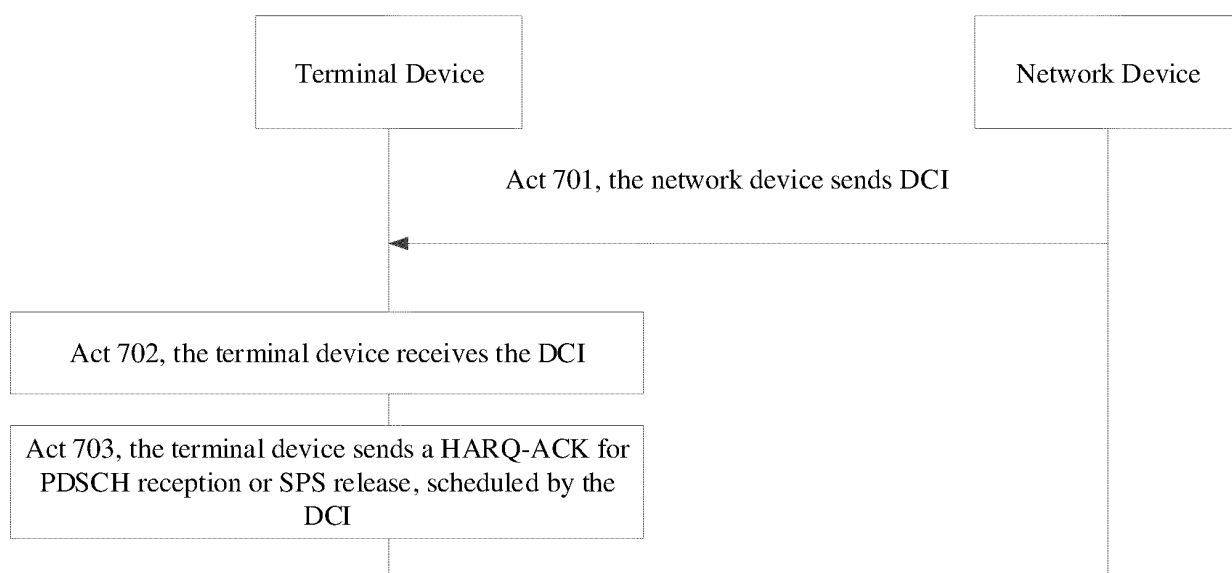 Terminal Device
Network Device
Act 701, the network device sends DCI
Act 702, the terminal device receives the DCI
Act 703, the terminal device sends a HARQ-ACK for
PDSCH reception or SPS release, scheduled by the
DCI